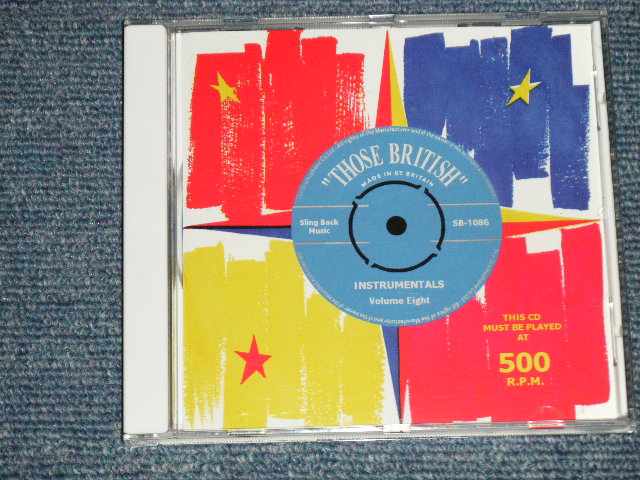 "THOSE BRITISH"
MADE IN GT. BRITAIN
Sling Back
Music
SB-1086
INSTRUMENTALS
Volume Eight
THIS CD
MUST BE PLAYED
AT
500
R.P.M.